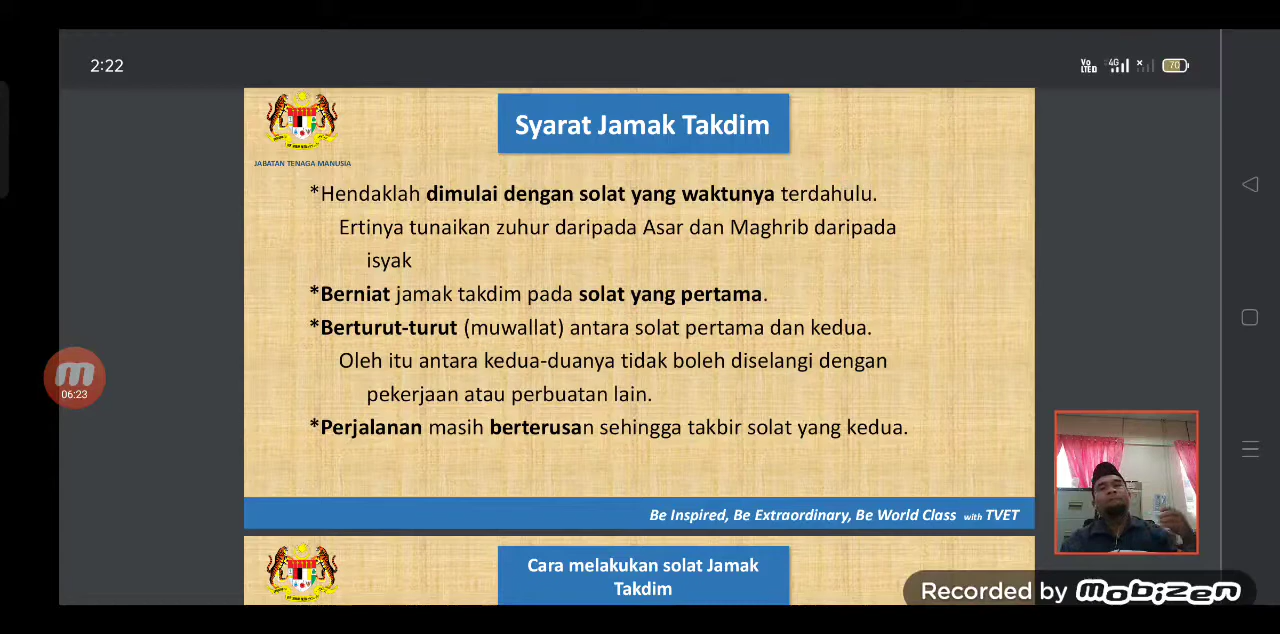 2:22
Vo
LTED
4G
70
Syarat Jamak Takdim
JABATAN TENAGA MANUSIA
*Hendaklah dimulai dengan solat yang waktunya terdahulu.
Ertinya tunaikan zuhur daripada Asar dan Maghrib daripada
isyak
*Berniat jamak takdim pada solat yang pertama.
*Berturut-turut (muwallat) antara solat pertama dan kedua.
Oleh itu antara kedua-duanya tidak boleh diselangi dengan
pekerjaan atau perbuatan lain.
*Perjalanan masih berterusan sehingga takbir solat yang kedua.
06:23
Be Inspired, Be Extraordinary, Be World Class with TVET
Cara melakukan solat Jamak
Takdim
Recorded by mobizen